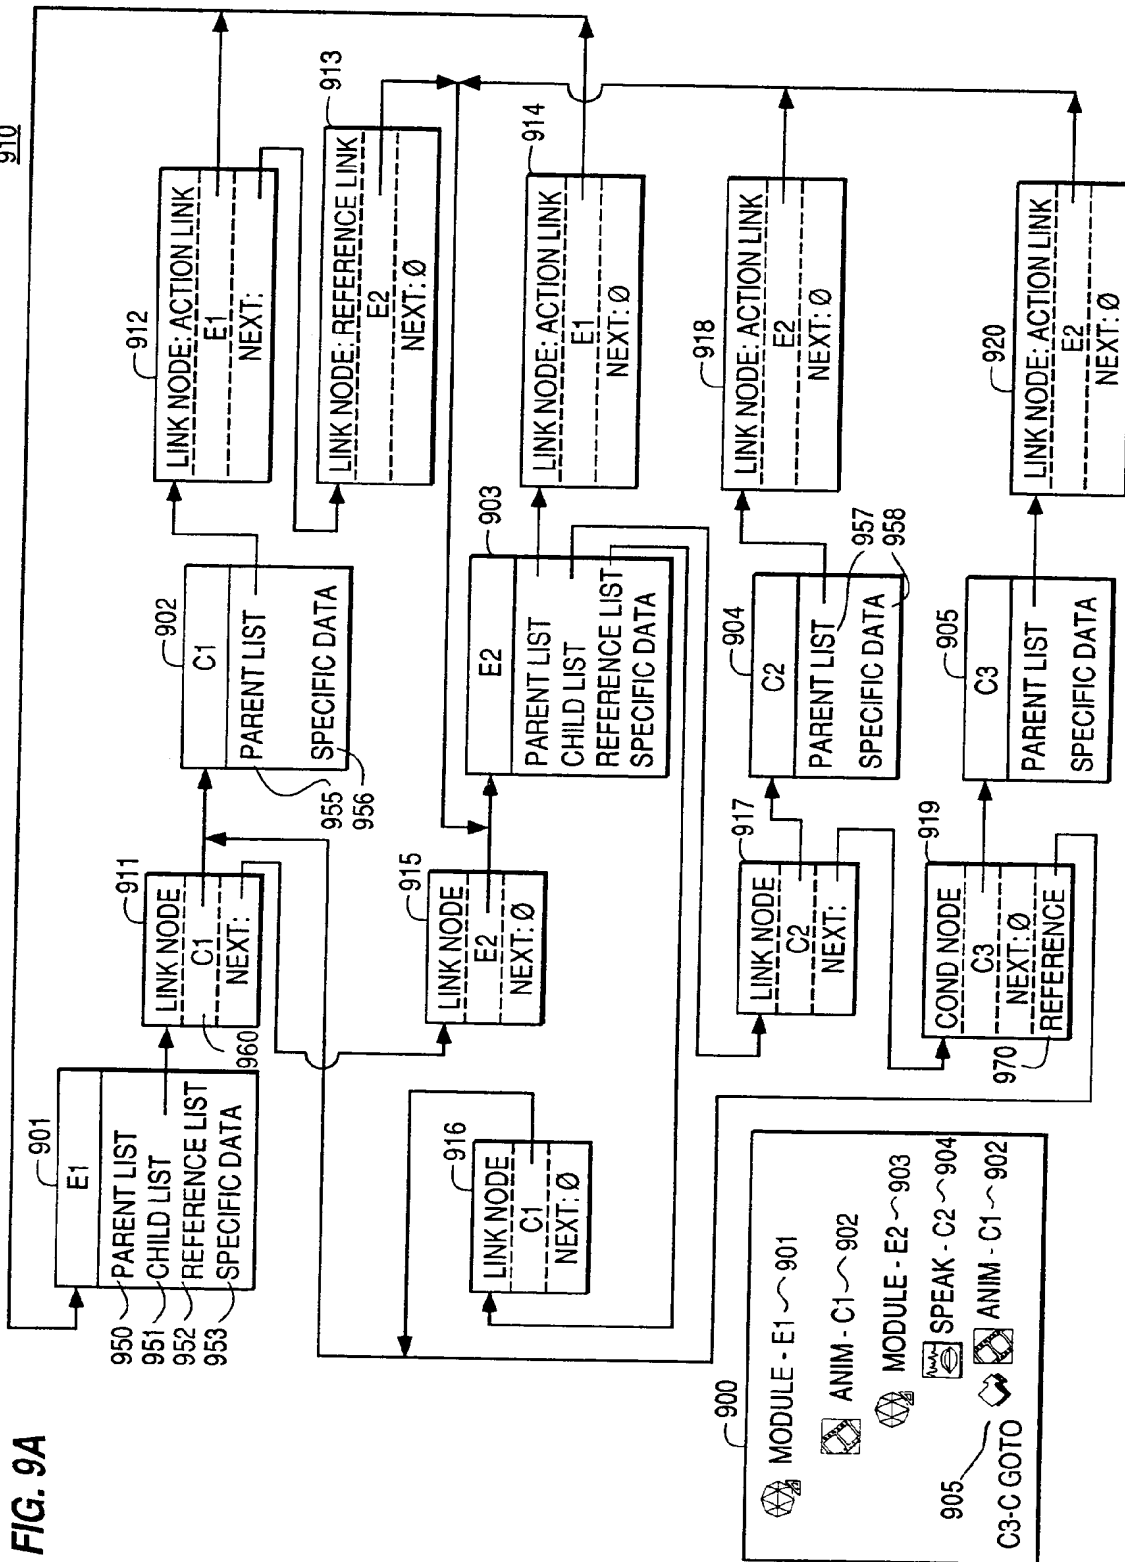 FIG. 9A
910
901
E1
950 PARENT LIST
951 CHILD LIST
952 REFERENCE LIST
953 SPECIFIC DATA
911
LINK NODE
C1
NEXT:
960
902
C1
PARENT LIST
SPECIFIC DATA
955
956
912
LINK NODE: ACTION LINK
E1
NEXT:
913
LINK NODE: REFERENCE LINK
E2
NEXT: Ø
916
LINK NODE
C1
NEXT: Ø
915
LINK NODE
E2
NEXT: Ø
903
E2
PARENT LIST
CHILD LIST
REFERENCE LIST
SPECIFIC DATA
914
LINK NODE: ACTION LINK
E1
NEXT: Ø
917
LINK NODE
C2
NEXT:
904
C2
PARENT LIST
SPECIFIC DATA
957
958
918
LINK NODE: ACTION LINK
E2
NEXT: Ø
919
COND NODE
C3
NEXT: Ø
REFERENCE
970
905
C3
PARENT LIST
SPECIFIC DATA
920
LINK NODE: ACTION LINK
E2
NEXT: Ø
900
MODULE - E1 901
ANIM - C1 902
MODULE - E2 903
SPEAK - C2 904
ANIM - C1 902
905
C3-C GOTO